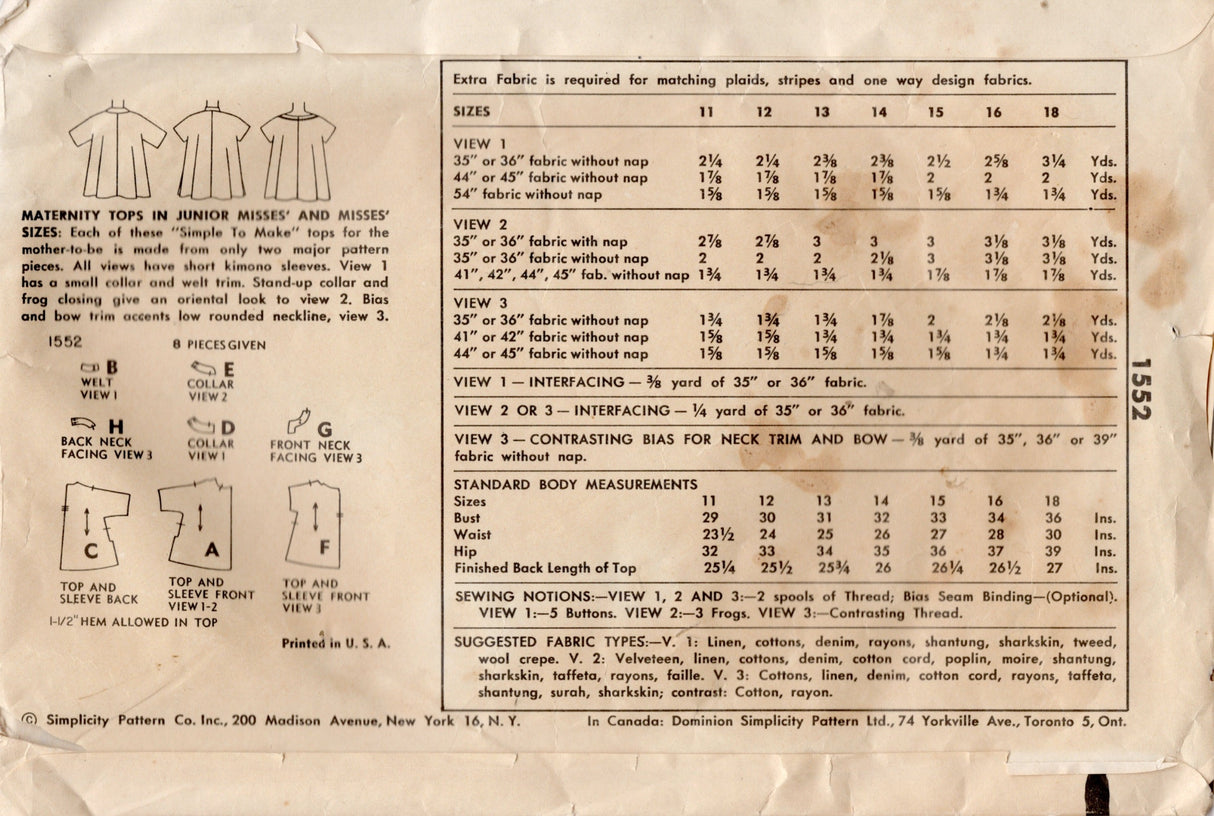 MATERNITY TOPS IN JUNIOR MISSES' AND MISSES'
SIZES: Each of these "Simple To Make" tops for the
mother-to-be is made from only two major pattern
pieces. All views have short kimono sleeves. View 1
has a small collar and welt trim. Stand-up collar and
frog closing give an oriental look to view 2. Bias
and bow trim accents low rounded neckline, view 3.
1552 8 PIECES GIVEN
B
WELT
VIEW 1
E
COLLAR
VIEW 2
H
BACK NECK
FACING VIEW 3
D
COLLAR
VIEW 1
G
FRONT NECK
FACING VIEW 3
C
TOP AND
SLEEVE BACK
A
TOP AND
SLEEVE FRONT
VIEW 1-2
F
TOP AND
SLEEVE FRONT
VIEW 3
1-1/2" HEM ALLOWED IN TOP
Printed in U. S. A.
Extra Fabric is required for matching plaids, stripes and one way design fabrics.
SIZES 11 12 13 14 15 16 18
VIEW 1
35" or 36" fabric without nap 2¼ 2¼ 2⅜ 2⅜ 2½ 2⅝ 3¼ Yds.
44" or 45" fabric without nap 1⅞ 1⅞ 1⅞ 1⅞ 2 2 2 Yds.
54" fabric without nap 1⅝ 1⅝ 1⅝ 1⅝ 1⅝ 1¾ 1¾ Yds.
VIEW 2
35" or 36" fabric with nap 2⅞ 2⅞ 3 3 3 3⅛ 3⅛ Yds.
35" or 36" fabric without nap 2 2 2 2⅛ 3 3⅛ 3⅛ Yds.
41", 42", 44", 45" fab. without nap 1¾ 1¾ 1¾ 1¾ 1⅞ 1⅞ 1⅞ Yds.
VIEW 3
35" or 36" fabric without nap 1¾ 1¾ 1¾ 1⅞ 2 2⅛ 2⅛ Yds.
41" or 42" fabric without nap 1⅝ 1⅝ 1⅝ 1¾ 1¾ 1¾ 1¾ Yds.
44" or 45" fabric without nap 1⅝ 1⅝ 1⅝ 1⅝ 1⅝ 1¾ 1¾ Yds.
VIEW 1 — INTERFACING — ⅜ yard of 35" or 36" fabric.
VIEW 2 OR 3 — INTERFACING — ¼ yard of 35" or 36" fabric.
VIEW 3 — CONTRASTING BIAS FOR NECK TRIM AND BOW — ⅜ yard of 35", 36" or 39"
fabric without nap.
STANDARD BODY MEASUREMENTS
Sizes 11 12 13 14 15 16 18
Bust 29 30 31 32 33 34 36 Ins.
Waist 23½ 24 25 26 27 28 30 Ins.
Hip 32 33 34 35 36 37 39 Ins.
Finished Back Length of Top 25¼ 25½ 25¾ 26 26¼ 26½ 27 Ins.
SEWING NOTIONS:—VIEW 1, 2 AND 3:—2 spools of Thread; Bias Seam Binding—(Optional).
VIEW 1:—5 Buttons. VIEW 2:—3 Frogs. VIEW 3:—Contrasting Thread.
SUGGESTED FABRIC TYPES:—V. 1: Linen, cottons, denim, rayons, shantung, sharkskin, tweed,
wool crepe. V. 2: Velveteen, linen, cottons, denim, cotton cord, poplin, moire, shantung,
sharkskin, taffeta, rayons, faille. V. 3: Cottons, linen, denim, cotton cord, rayons, taffeta,
shantung, surah, sharkskin; contrast: Cotton, rayon.
1552
© Simplicity Pattern Co. Inc., 200 Madison Avenue, New York 16, N. Y. In Canada: Dominion Simplicity Pattern Ltd., 74 Yorkville Ave., Toronto 5, Ont.